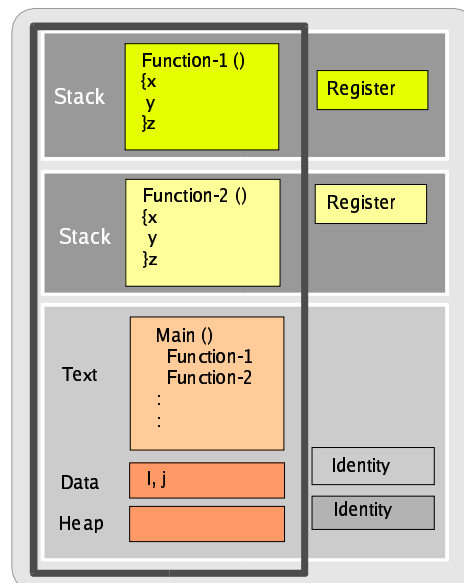 Stack
Function-1 ()
{x
y
}z
Register
Stack
Function-2 ()
{x
y
}z
Register
Text
Main ()
Function-1
Function-2
:
:
Data
I, j
Identity
Heap
Identity